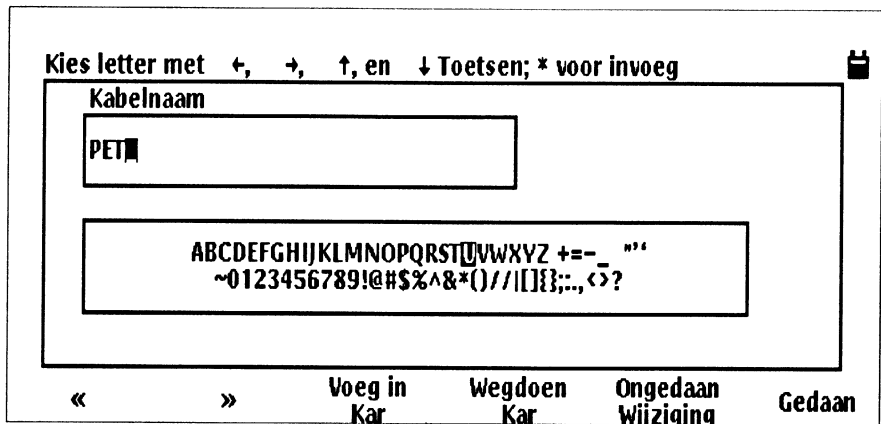 Kies letter met ←, →, ↑, en ↓ Toetsen; * voor invoeg
Kabelnaam
PET
ABCDEFGHIJKLMNOPQRSTUVWXYZ +=-_ "'‘
~0123456789!@#$%^&*()//|[]{};:.,<>?
« » Voeg in Kar Wegdoen Kar Ongedaan Wijziging Gedaan